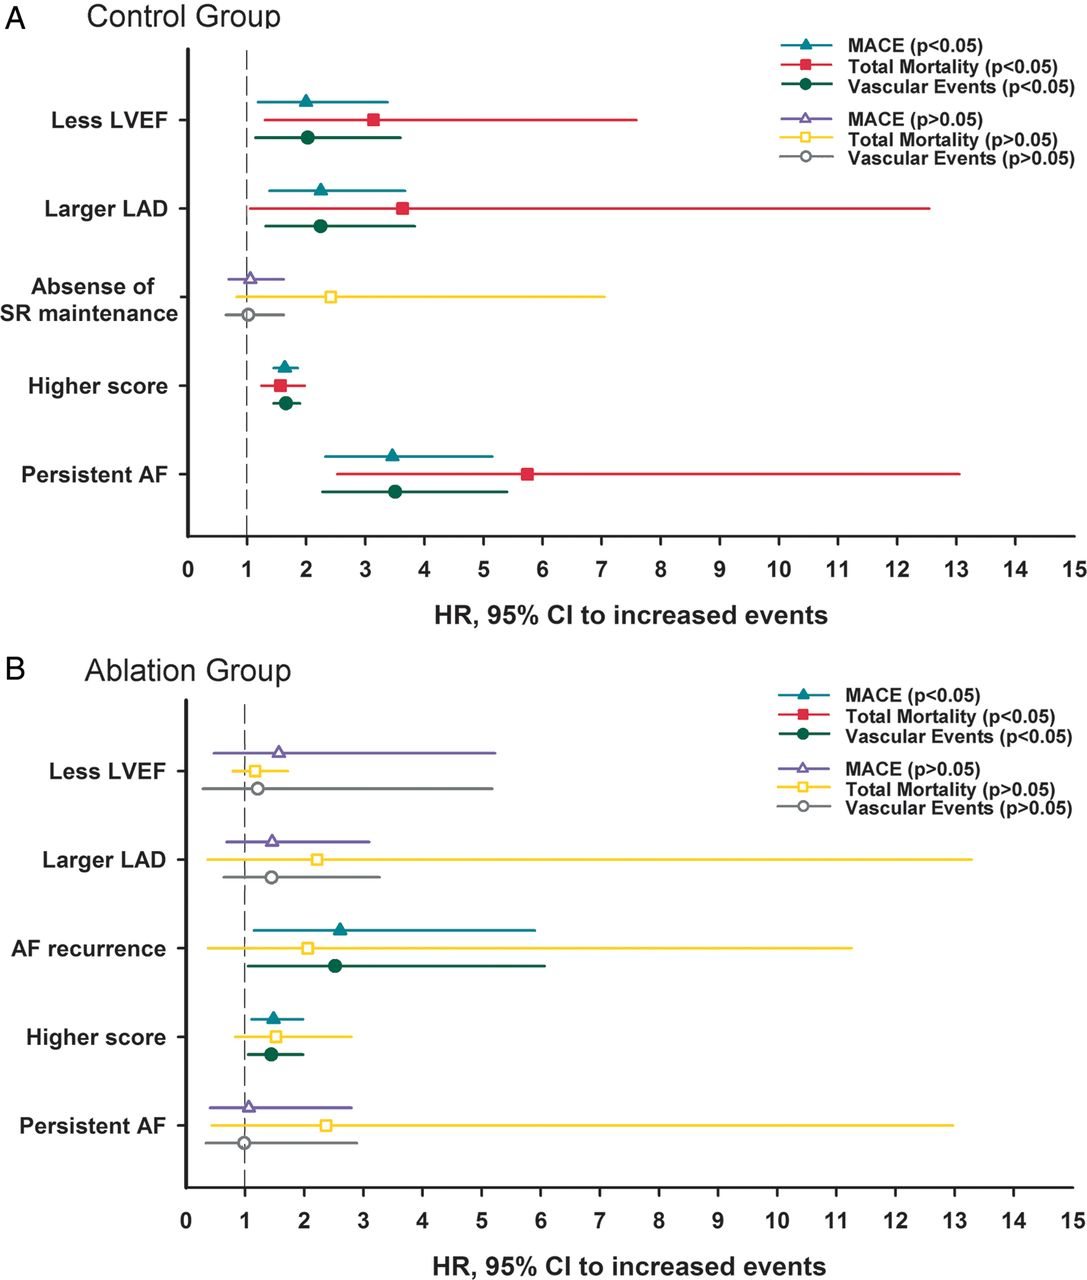 A
Control Group
MACE (p<0.05)
Total Mortality (p<0.05)
Vascular Events (p<0.05)
MACE (p>0.05)
Total Mortality (p>0.05)
Vascular Events (p>0.05)
Less LVEF
Larger LAD
Absense of
SR maintenance
Higher score
Persistent AF
0 1 2 3 4 5 6 7 8 9 10 11 12 13 14 15
HR, 95% CI to increased events
B
Ablation Group
MACE (p<0.05)
Total Mortality (p<0.05)
Vascular Events (p<0.05)
MACE (p>0.05)
Total Mortality (p>0.05)
Vascular Events (p>0.05)
Less LVEF
Larger LAD
AF recurrence
Higher score
Persistent AF
0 1 2 3 4 5 6 7 8 9 10 11 12 13 14 15
HR, 95% CI to increased events